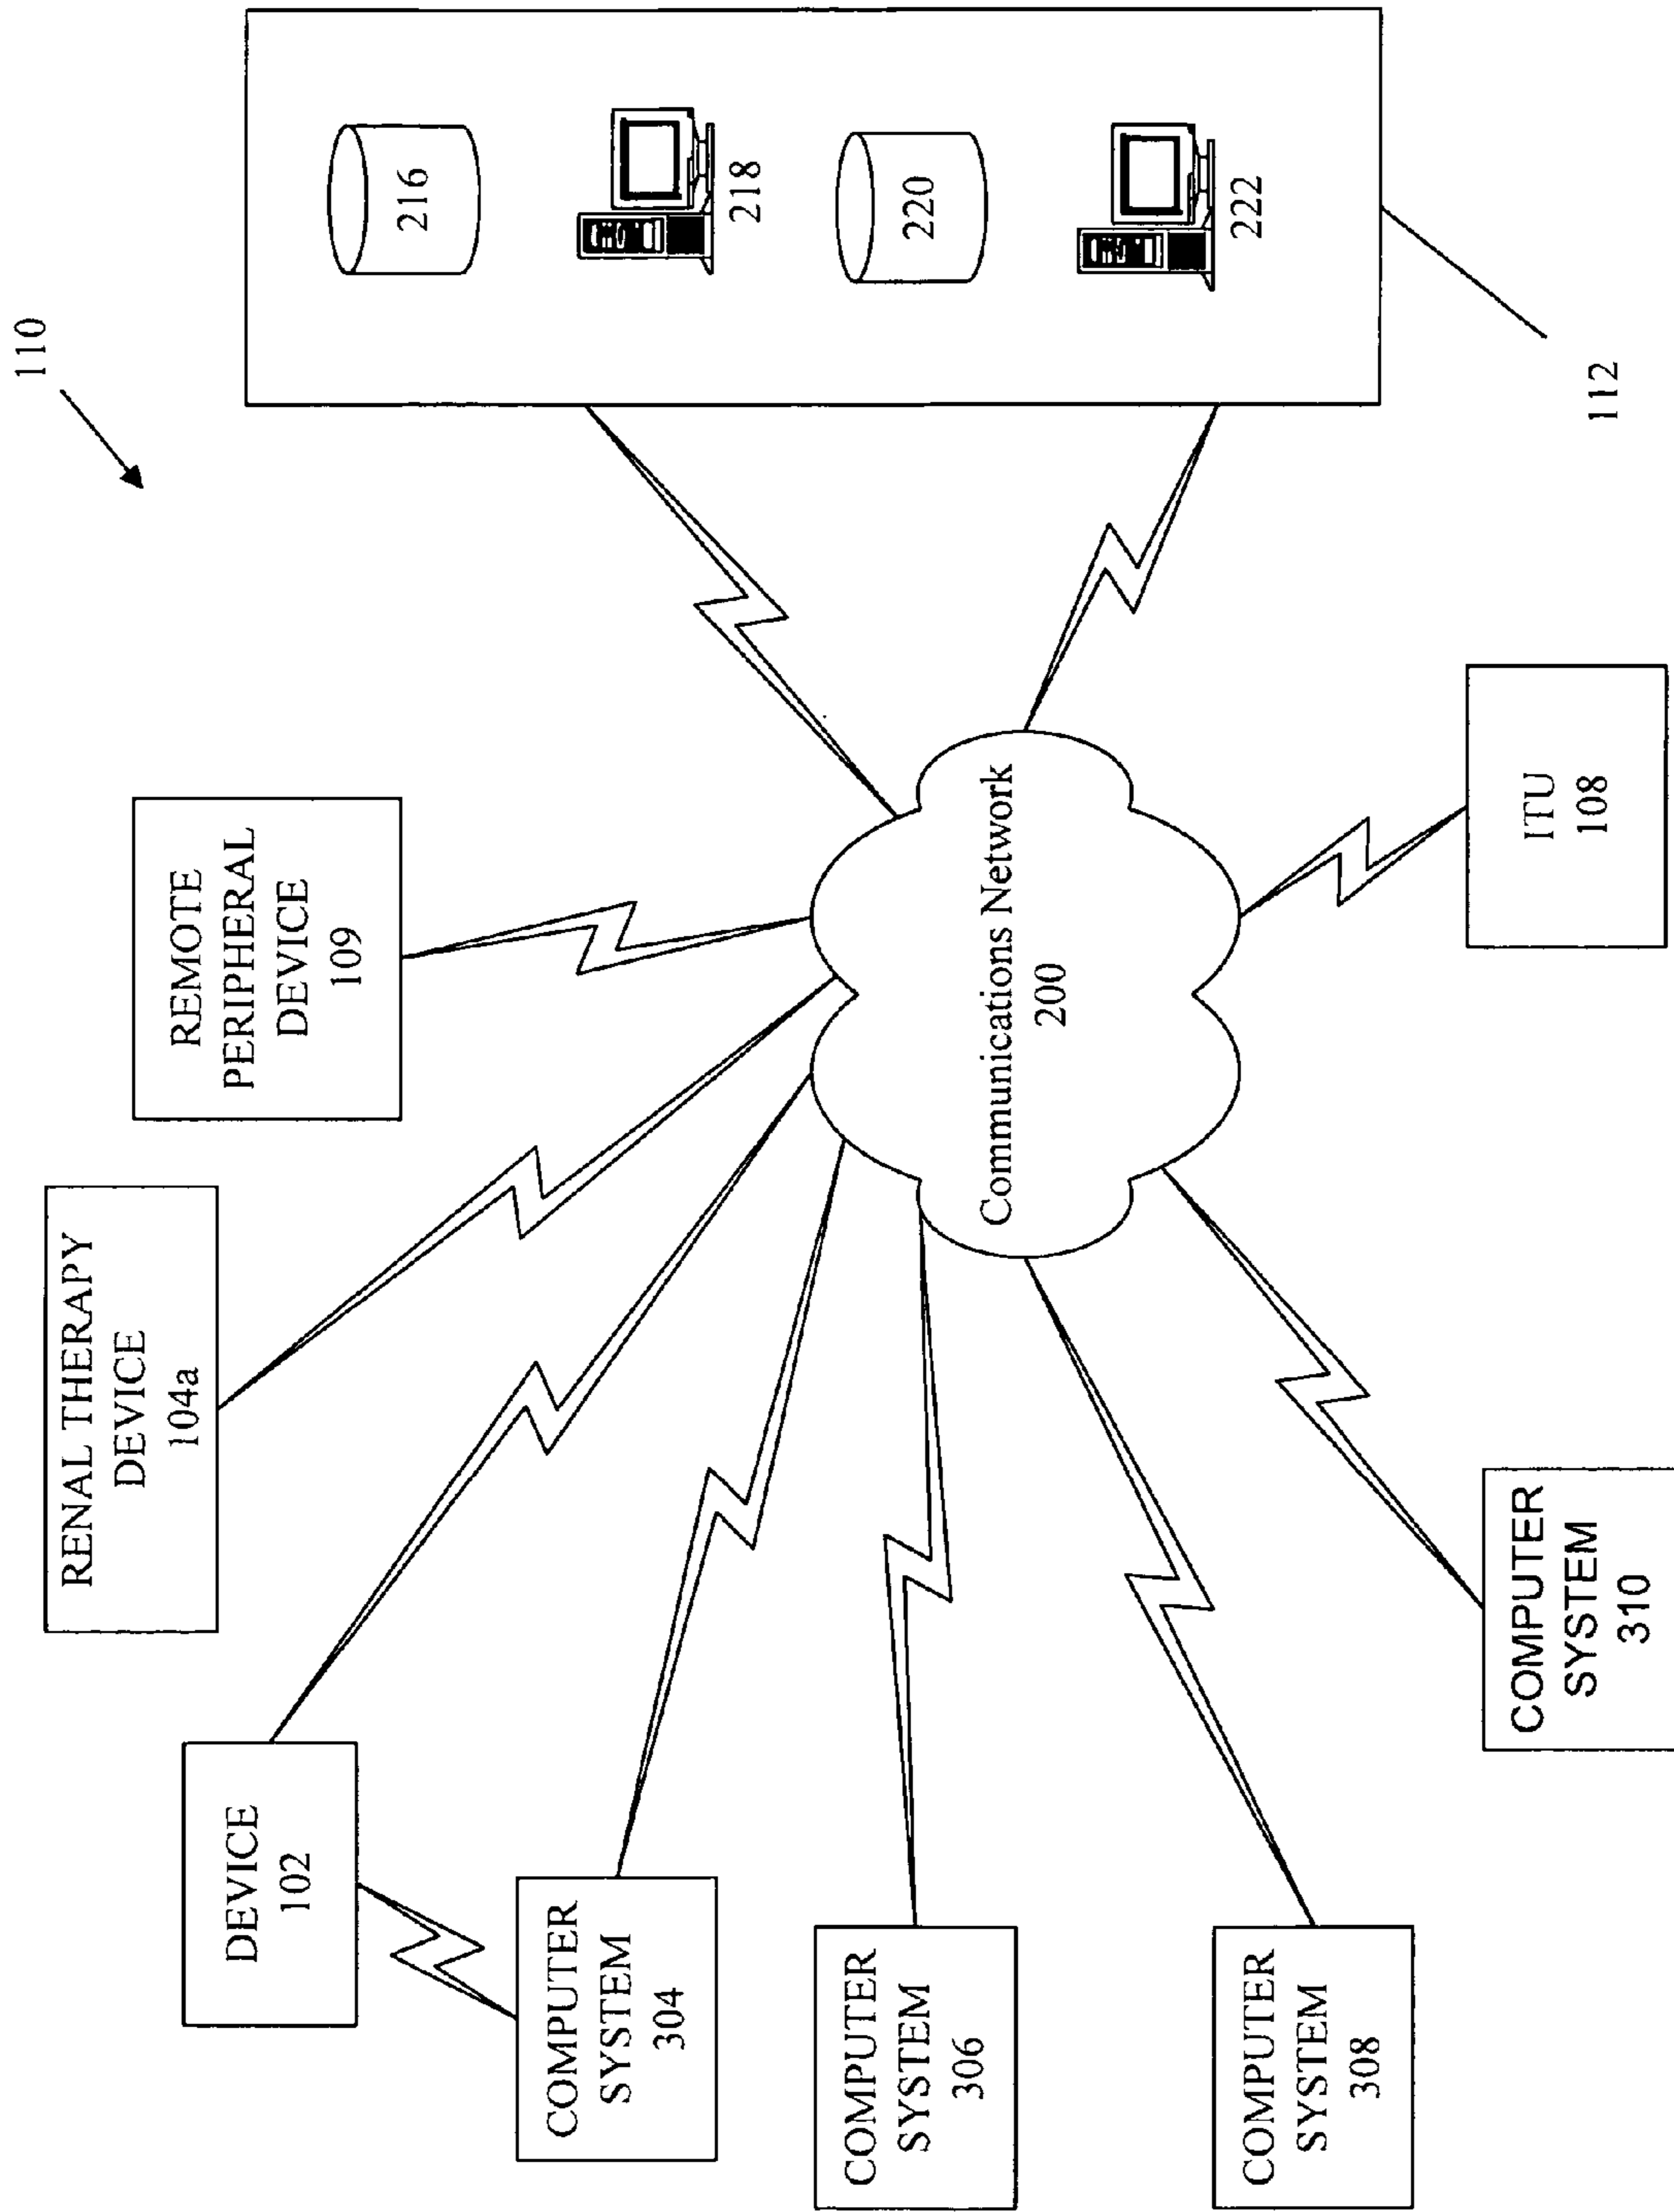 110
RENAL THERAPY
DEVICE
104a
REMOTE
PERIPHERAL
DEVICE
109
DEVICE
102
COMPUTER
SYSTEM
304
COMPUTER
SYSTEM
306
COMPUTER
SYSTEM
308
COMPUTER
SYSTEM
310
Communications Network
200
ITU
108
216
218
220
222
112